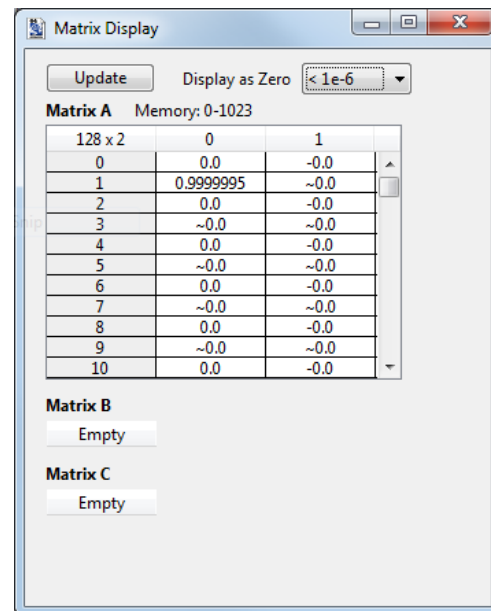 Matrix Display
Update Display as Zero < 1e-6
Matrix A Memory: 0-1023
128 x 2 0 1
0 0.0 -0.0
1 0.9999995 ~0.0
2 0.0 -0.0
3 ~0.0 ~0.0
4 0.0 -0.0
5 ~0.0 ~0.0
6 0.0 -0.0
7 ~0.0 ~0.0
8 0.0 -0.0
9 ~0.0 ~0.0
10 0.0 -0.0
Matrix B
Empty
Matrix C
Empty